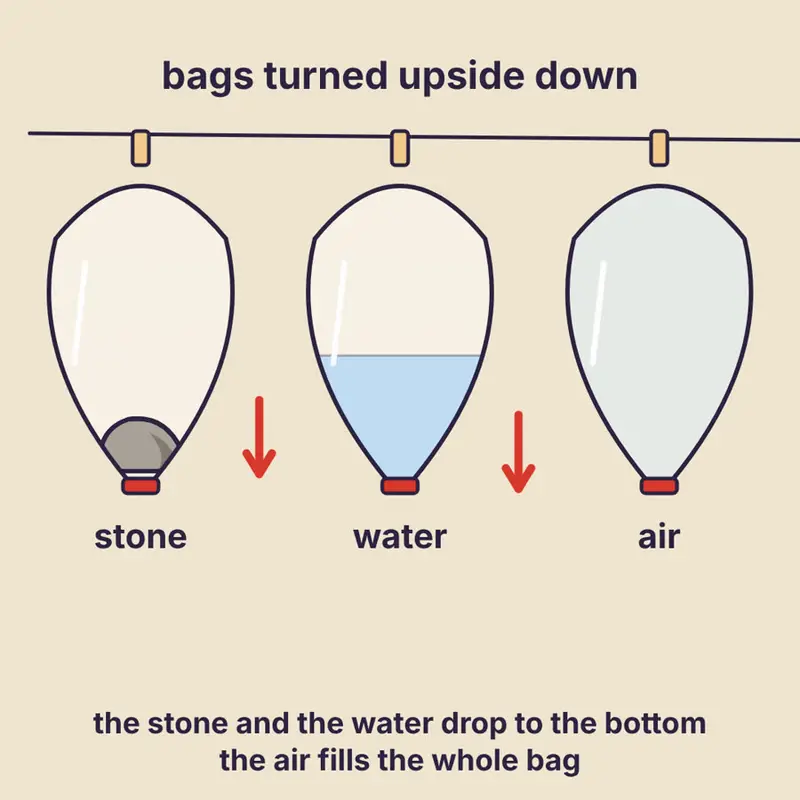 bags turned upside down
stone
water
air
the stone and the water drop to the bottom
the air fills the whole bag